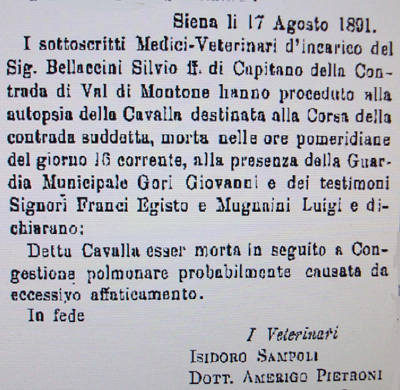 Siena li 17 Agosto 1891.
I sottoscritti Medici-Veterinari d'incarico del
Sig. Bellaccini Silvio ff. di Capitano della Con-
trada di Val di Montone hanno proceduto alla
autopsia della Cavalla destinata alla Corsa della
contrada suddetta, morta nelle ore pomeridiane
del giorno 16 corrente, alla presenza della Guar-
dia Municipale Gori Giovanni e dei testimoni
Signori Franci Egisto e Mugnaini Luigi e di-
chiarano:
Detta Cavalla esser morta in seguito a Con-
gestione polmonare probabilmente causata da
eccessivo affaticamento.
In fede
I Veterinari
ISIDORO SAMPOLI
DOTT. AMERIGO PIETRONI